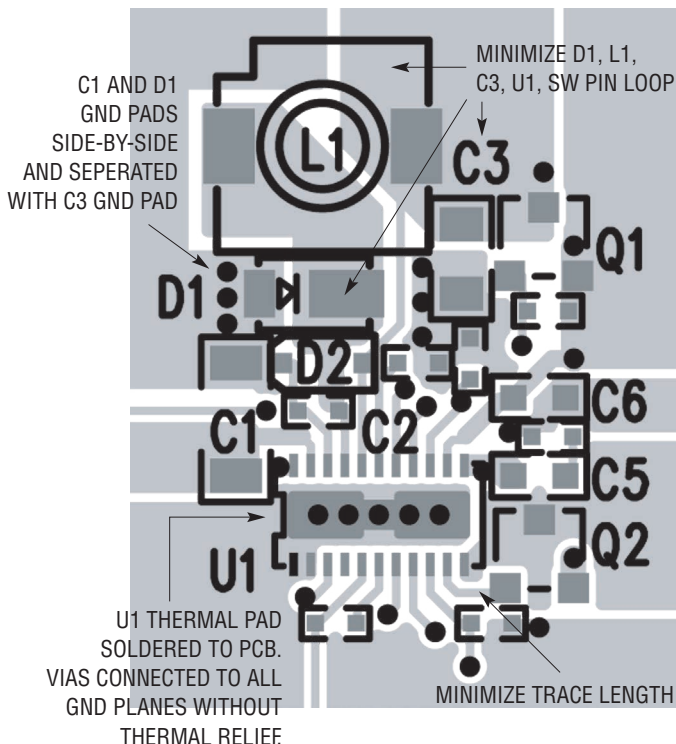 C1 AND D1
GND PADS
SIDE-BY-SIDE
AND SEPERATED
WITH C3 GND PAD
MINIMIZE D1, L1,
C3, U1, SW PIN LOOP
L1
C3
Q1
D1
D2
C6
C1
C2
C5
Q2
U1
U1 THERMAL PAD
SOLDERED TO PCB.
VIAS CONNECTED TO ALL
GND PLANES WITHOUT
THERMAL RELIEF.
MINIMIZE TRACE LENGTH